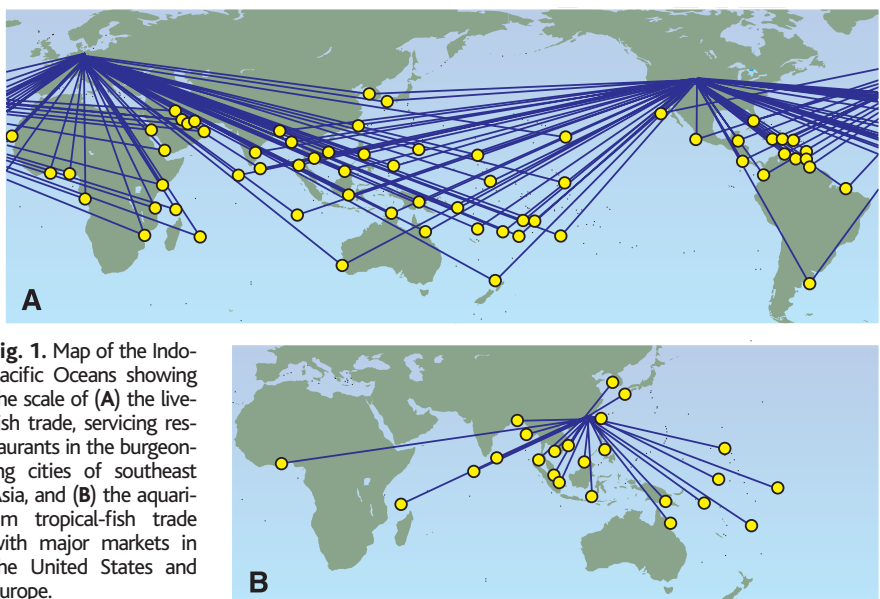 A
ig. 1. Map of the Indo-
acific Oceans showing
he scale of (A) the live-
ish trade, servicing res-
aurants in the burgeon-
ng cities of southeast
sia, and (B) the aquari-
m tropical-fish trade
with major markets in
he United States and
urope.
B